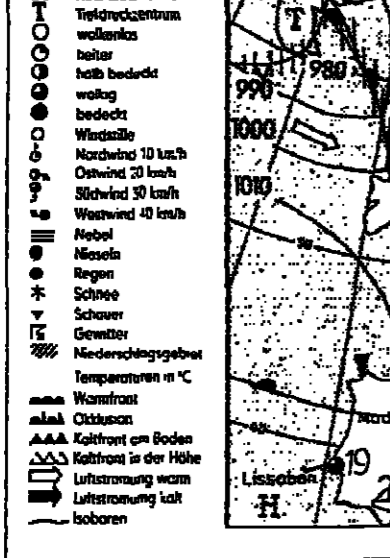 T Tiefdruckzentrum
wolkenlos
heiter
halb bedeckt
wolkig
bedeckt
Windstille
Nordwind 10 km/h
Ostwind 20 km/h
Südwind 30 km/h
Westwind 40 km/h
Nebel
Nieseln
Regen
Schnee
Schauer
Gewitter
Niederschlagsgebiet
Temperaturen in °C
Warmfront
Okklusion
Kaltfront am Boden
Kaltfront in der Höhe
Luftströmung warm
Luftströmung kalt
Isobaren
T
980
990
1000
1010
Lissabon
19
H